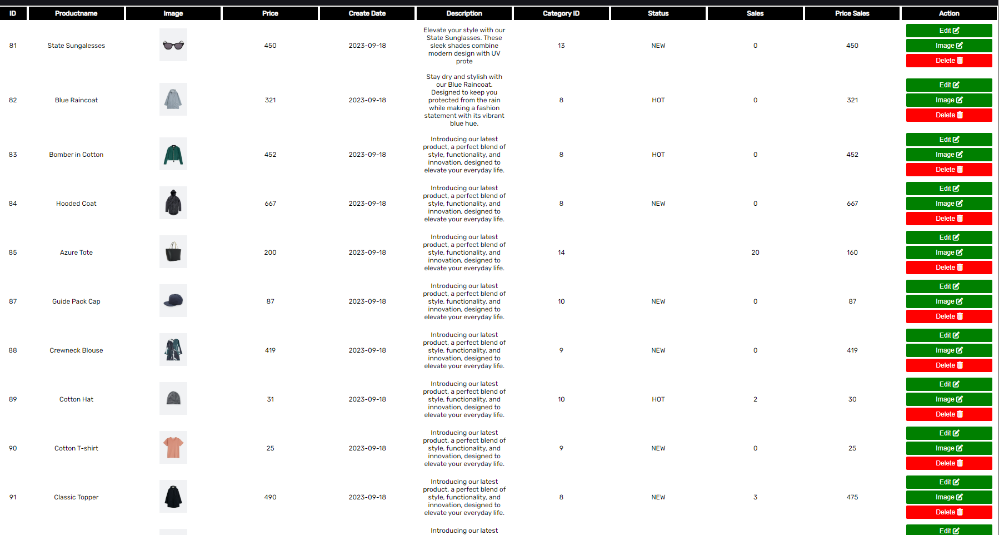 ID Productname Image Price Create Date Description Category ID Status Sales Price Sales Action
Elevate your style with our
State Sunglasses. These
sleek shades combine
modern design with UV
prote
81 State Sungalesses 450 2023-09-18 13 NEW 0 450
Edit
Image
Delete
Stay dry and stylish with
our Blue Raincoat.
Designed to keep you
protected from the rain
while making a fashion
statement with its vibrant
blue hue.
82 Blue Raincoat 321 2023-09-18 8 HOT 0 321
Edit
Image
Delete
Introducing our latest
product, a perfect blend of
style, functionality, and
innovation, designed to
elevate your everyday life.
83 Bomber in Cotton 452 2023-09-18 8 HOT 0 452
Edit
Image
Delete
Introducing our latest
product, a perfect blend of
style, functionality, and
innovation, designed to
elevate your everyday life.
84 Hooded Coat 667 2023-09-18 8 NEW 0 667
Edit
Image
Delete
Introducing our latest
product, a perfect blend of
style, functionality, and
innovation, designed to
elevate your everyday life.
85 Azure Tote 200 2023-09-18 14 20 160
Edit
Image
Delete
Introducing our latest
product, a perfect blend of
style, functionality, and
innovation, designed to
elevate your everyday life.
87 Guide Pack Cap 87 2023-09-18 10 NEW 0 87
Edit
Image
Delete
Introducing our latest
product, a perfect blend of
style, functionality, and
innovation, designed to
elevate your everyday life.
88 Crewneck Blouse 419 2023-09-18 9 NEW 0 419
Edit
Image
Delete
Introducing our latest
product, a perfect blend of
style, functionality, and
innovation, designed to
elevate your everyday life.
89 Cotton Hat 31 2023-09-18 10 HOT 2 30
Edit
Image
Delete
Introducing our latest
product, a perfect blend of
style, functionality, and
innovation, designed to
elevate your everyday life.
90 Cotton T-shirt 25 2023-09-18 9 NEW 0 25
Edit
Image
Delete
Introducing our latest
product, a perfect blend of
style, functionality, and
innovation, designed to
elevate your everyday life.
91 Classic Topper 490 2023-09-18 8 NEW 3 475
Edit
Image
Delete
Introducing our latest
Edit